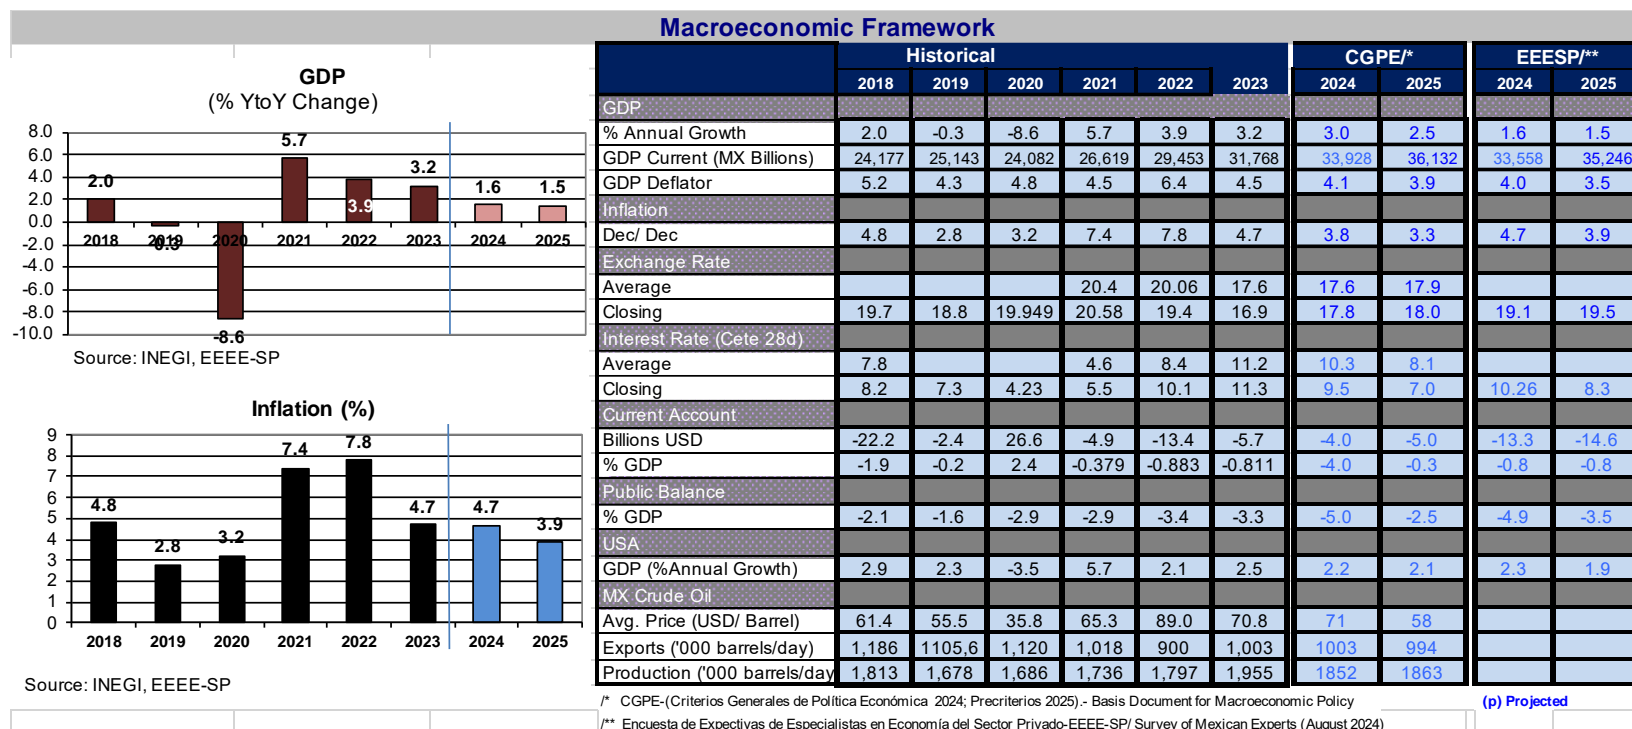 Macroeconomic Framework
GDP
(% YtoY Change)
8.0
6.0
4.0
2.0
0.0
-2.0
-4.0
-6.0
-8.0
-10.0
2.0
-0.3
-8.6
5.7
3.9
3.2
1.6
1.5
2018 2019 2020 2021 2022 2023 2024 2025
Source: INEGI, EEEE-SP
Inflation (%)
9
8
7
6
5
4
3
2
1
0
4.8
2.8
3.2
7.4
7.8
4.7
4.7
3.9
2018 2019 2020 2021 2022 2023 2024 2025
Source: INEGI, EEEE-SP
Historical CGPE/* EEESP/**
2018 2019 2020 2021 2022 2023 2024 2025 2024 2025
GDP
% Annual Growth 2.0 -0.3 -8.6 5.7 3.9 3.2 3.0 2.5 1.6 1.5
GDP Current (MX Billions) 24,177 25,143 24,082 26,619 29,453 31,768 33,928 36,132 33,558 35,246
GDP Deflator 5.2 4.3 4.8 4.5 6.4 4.5 4.1 3.9 4.0 3.5
Inflation
Dec/ Dec 4.8 2.8 3.2 7.4 7.8 4.7 3.8 3.3 4.7 3.9
Exchange Rate
Average 20.4 20.06 17.6 17.6 17.9
Closing 19.7 18.8 19.949 20.58 19.4 16.9 17.8 18.0 19.1 19.5
Interest Rate (Cete 28d)
Average 7.8 4.6 8.4 11.2 10.3 8.1
Closing 8.2 7.3 4.23 5.5 10.1 11.3 9.5 7.0 10.26 8.3
Current Account
Billions USD -22.2 -2.4 26.6 -4.9 -13.4 -5.7 -4.0 -5.0 -13.3 -14.6
% GDP -1.9 -0.2 2.4 -0.379 -0.883 -0.811 -4.0 -0.3 -0.8 -0.8
Public Balance
% GDP -2.1 -1.6 -2.9 -2.9 -3.4 -3.3 -5.0 -2.5 -4.9 -3.5
USA
GDP (%Annual Growth) 2.9 2.3 -3.5 5.7 2.1 2.5 2.2 2.1 2.3 1.9
MX Crude Oil
Avg. Price (USD/ Barrel) 61.4 55.5 35.8 65.3 89.0 70.8 71 58
Exports ('000 barrels/day) 1,186 1105,6 1,120 1,018 900 1,003 1003 994
Production ('000 barrels/day 1,813 1,678 1,686 1,736 1,797 1,955 1852 1863
/* CGPE-(Criterios Generales de Política Económica 2024; Precriterios 2025).- Basis Document for Macroeconomic Policy
(p) Projected
/** Encuesta de Expectivas de Especialistas en Economía del Sector Privado-EEEE-SP/ Survey of Mexican Experts (August 2024)